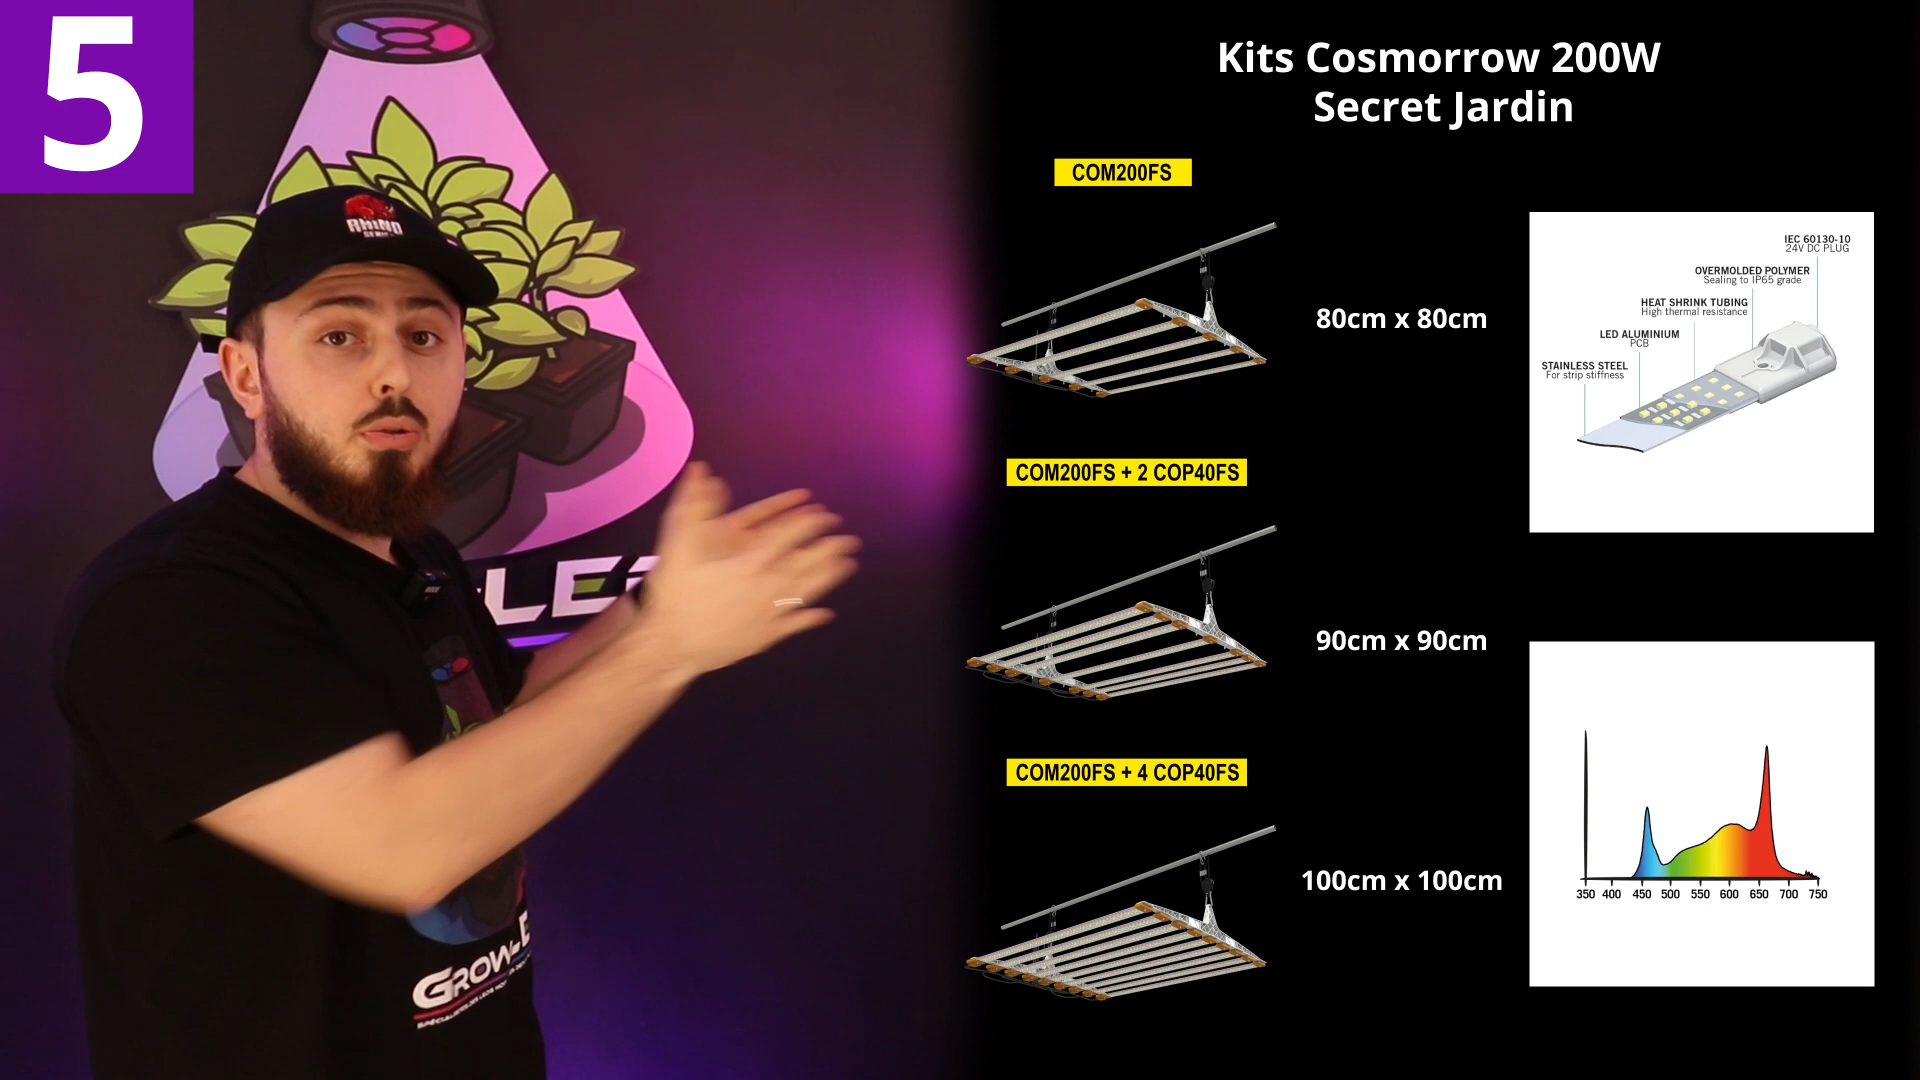 5
Kits Cosmorrow 200W
Secret Jardin
COM200FS
80cm x 80cm
COM200FS + 2 COP40FS
90cm x 90cm
COM200FS + 4 COP40FS
100cm x 100cm
IEC 60130-10
24V DC PLUG
OVERMOLDED POLYMER
Sealing to IP65 grade
HEAT SHRINK TUBING
High thermal resistance
LED ALUMINIUM
PCB
STAINLESS STEEL
For strip stiffness
350 400 450 500 550 600 650 700 750
RHINO
GROW-LE